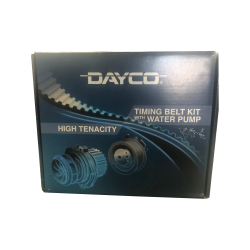 DAYCO
TIMING BELT KIT
WITH WATER PUMP
HIGH TENACITY